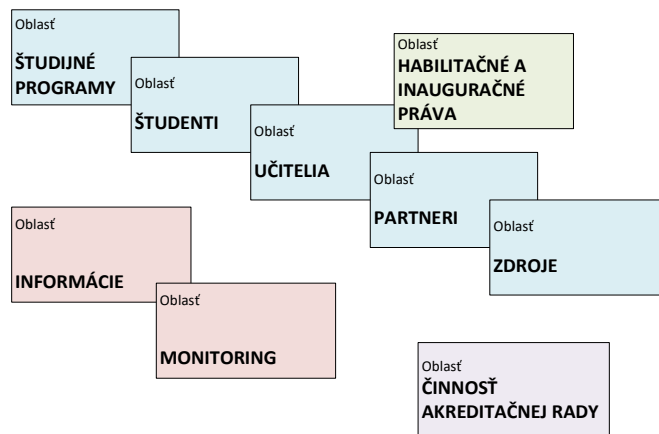 Oblasť
ŠTUDIJNÉ
PROGRAMY
Oblasť
ŠTUDENTI
Oblasť
UČITELIA
Oblasť
HABILITAČNÉ A
INAUGURAČNÉ
PRÁVA
Oblasť
PARTNERI
Oblasť
ZDROJE
Oblasť
INFORMÁCIE
Oblasť
MONITORING
Oblasť
ČINNOSŤ
AKREDITAČNEJ RADY